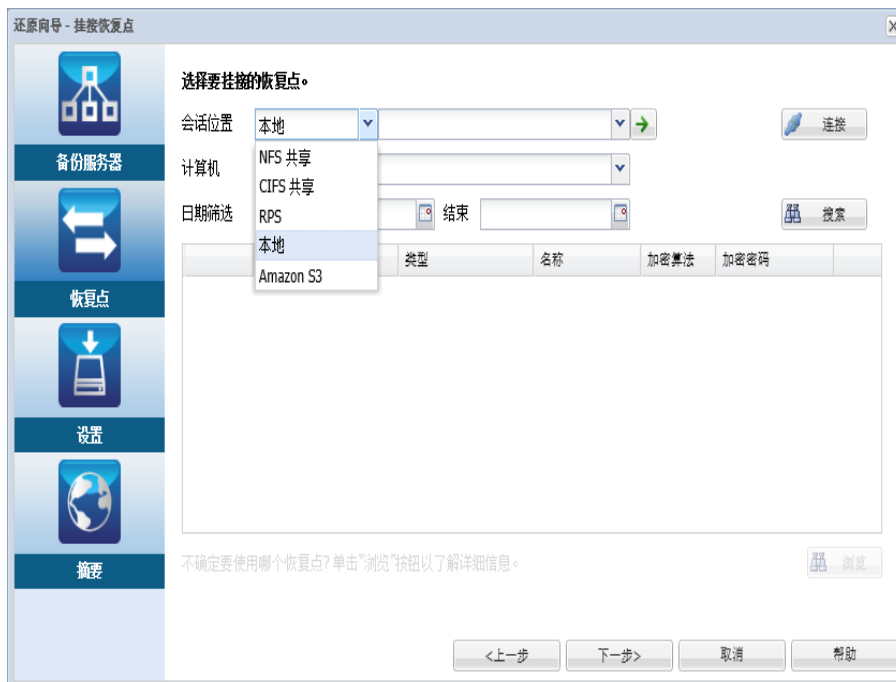 还原向导 - 挂接恢复点
备份服务器
恢复点
设置
摘要
选择要挂接的恢复点。
会话位置 本地 连接
NFS 共享
CIFS 共享
RPS
本地
Amazon S3
计算机
日期筛选 结束 搜索
类型 名称 加密算法 加密密码
不确定要使用哪个恢复点? 单击"浏览"按钮以了解详细信息。 浏览
<上一步 下一步> 取消 帮助